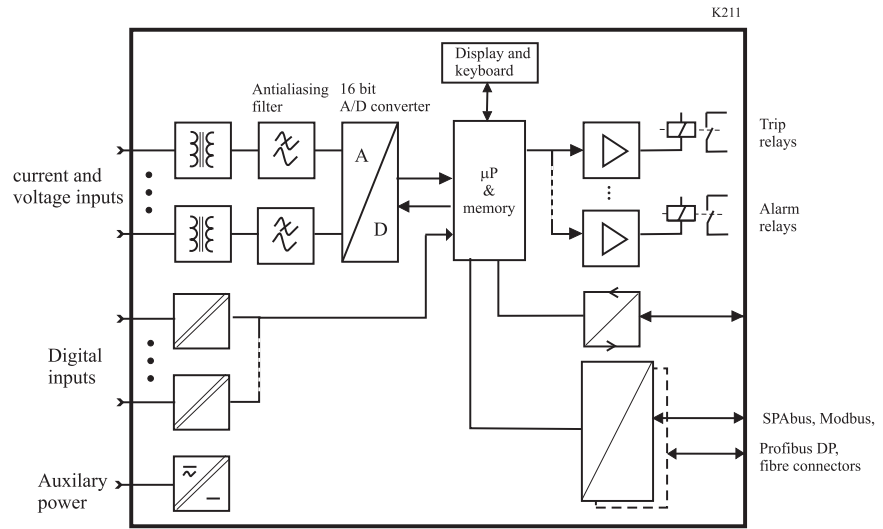 K211
Display and
keyboard
Antialiasing
filter
16 bit
A/D converter
current and
voltage inputs
A
D
µP
&
memory
Trip
relays
Alarm
relays
Digital
inputs
SPAbus, Modbus,
Profibus DP,
fibre connectors
Auxilary
power